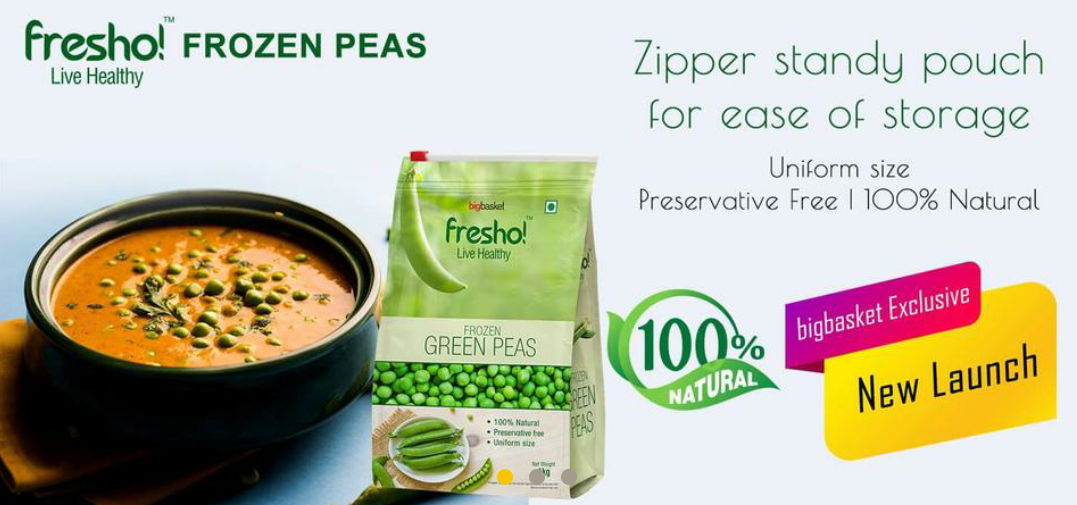 fresho!™ FROZEN PEAS
Live Healthy
Zipper standy pouch
for ease of storage
Uniform size
Preservative Free | 100% Natural
bigbasket
fresho!™
Live Healthy
FROZEN
GREEN PEAS
• 100% Natural
• Preservative free
• Uniform size
Net Weight
kg
FROZEN
GREEN
PEAS
100%
NATURAL
bigbasket Exclusive
New Launch